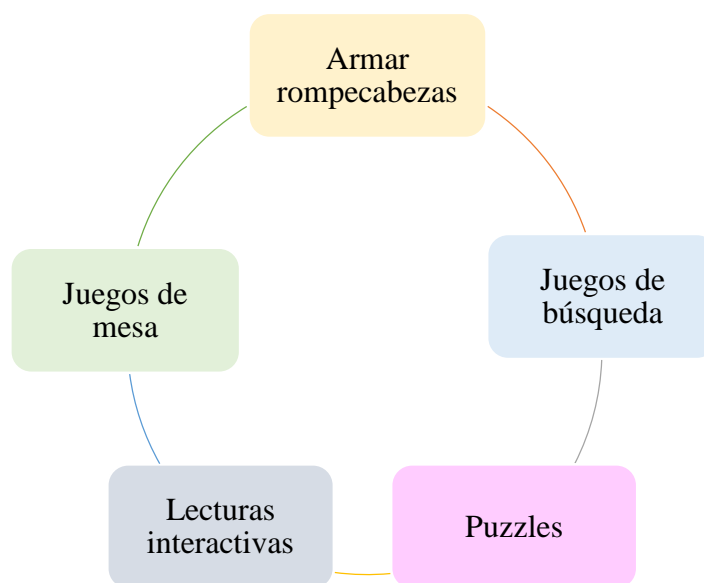 Armar
rompecabezas
Juegos de
búsqueda
Puzzles
Lecturas
interactivas
Juegos de
mesa